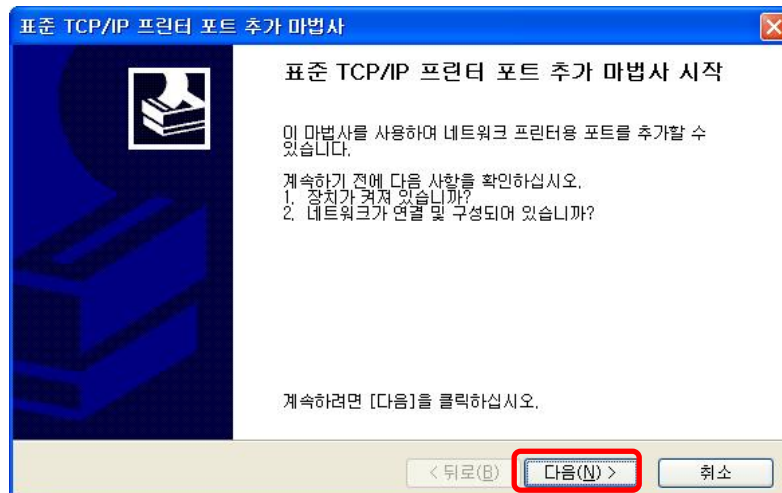 표준 TCP/IP 프린터 포트 추가 마법사
표준 TCP/IP 프린터 포트 추가 마법사 시작
이 마법사를 사용하여 네트워크 프린터용 포트를 추가할 수
있습니다.
계속하기 전에 다음 사항을 확인하십시오.
1. 장치가 켜져 있습니까?
2. 네트워크가 연결 및 구성되어 있습니까?
계속하려면 [다음]을 클릭하십시오.
< 뒤로(B) 다음(N) > 취소